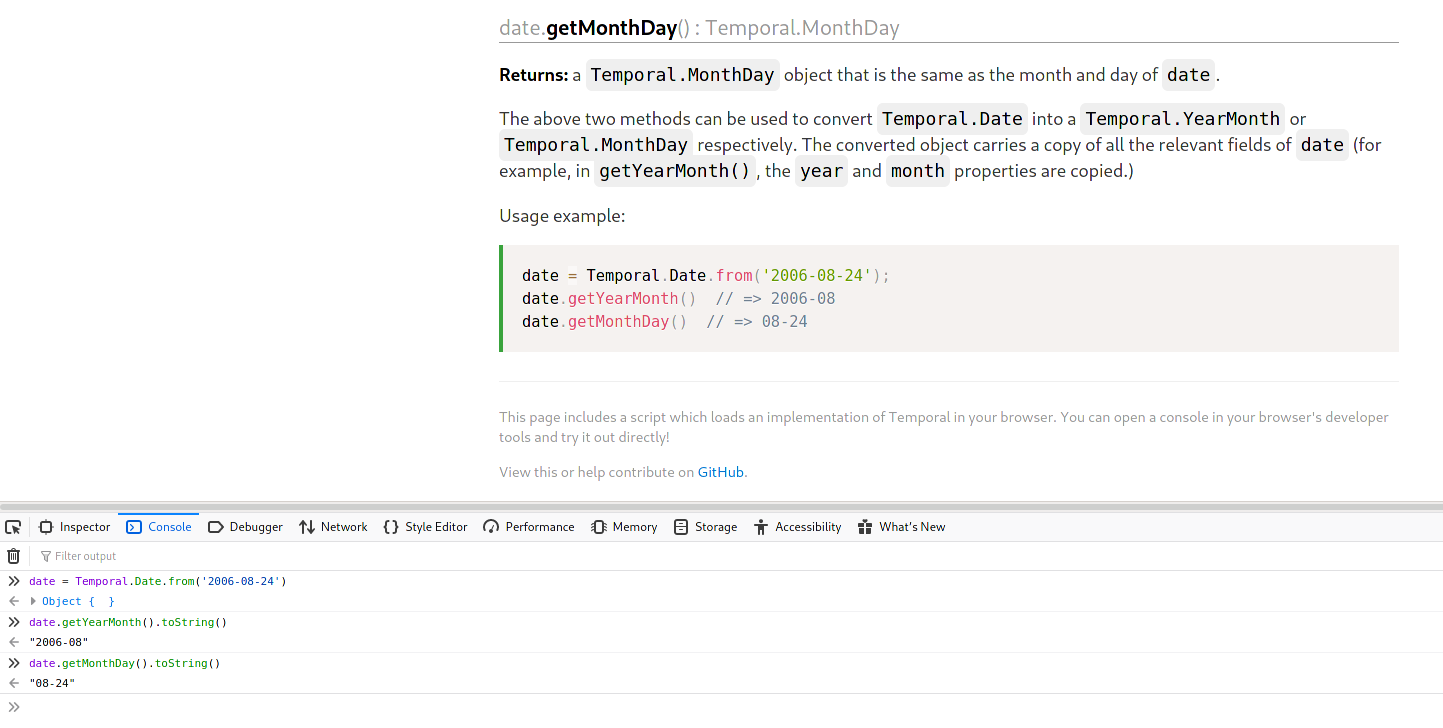 date.getMonthDay() : Temporal.MonthDay
Returns: a Temporal.MonthDay object that is the same as the month and day of date.
The above two methods can be used to convert Temporal.Date into a Temporal.YearMonth or
Temporal.MonthDay respectively. The converted object carries a copy of all the relevant fields of date (for
example, in getYearMonth(), the year and month properties are copied.)
Usage example:
date = Temporal.Date.from('2006-08-24');
date.getYearMonth()  // => 2006-08
date.getMonthDay()  // => 08-24
This page includes a script which loads an implementation of Temporal in your browser. You can open a console in your browser's developer
tools and try it out directly!
View this or help contribute on GitHub.
Inspector Console Debugger Network Style Editor Performance Memory Storage Accessibility What's New
Filter output
date = Temporal.Date.from('2006-08-24')
Object {  }
date.getYearMonth().toString()
"2006-08"
date.getMonthDay().toString()
"08-24"